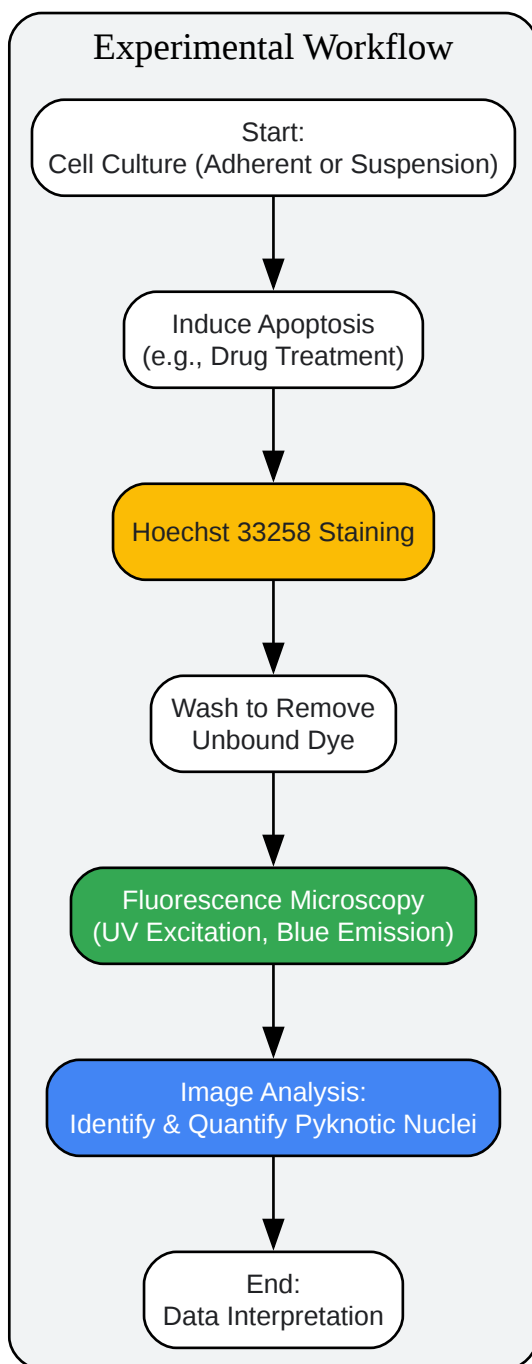 Experimental Workflow
Start:
Cell Culture (Adherent or Suspension)
Induce Apoptosis
(e.g., Drug Treatment)
Hoechst 33258 Staining
Wash to Remove
Unbound Dye
Fluorescence Microscopy
(UV Excitation, Blue Emission)
Image Analysis:
Identify & Quantify Pyknotic Nuclei
End:
Data Interpretation